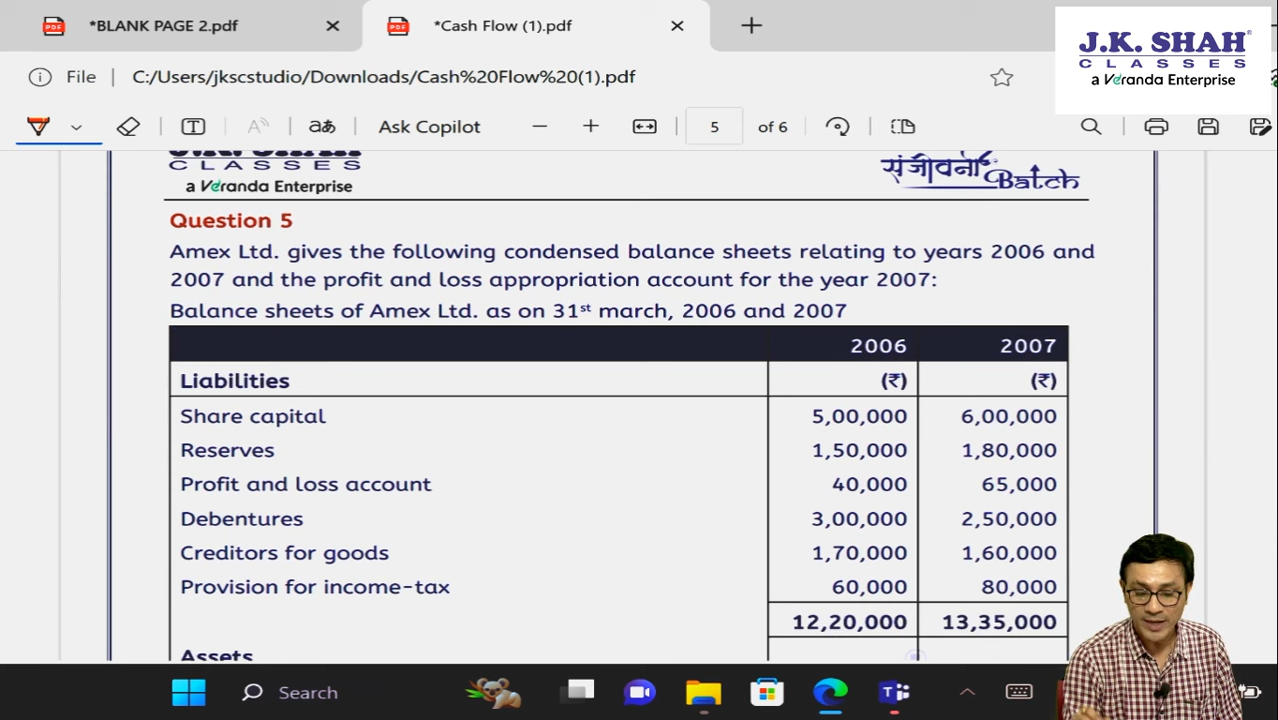 *BLANK PAGE 2.pdf
*Cash Flow (1).pdf
J.K. SHAH®
CLASSES
a Veranda Enterprise
File
C:/Users/jkscstudio/Downloads/Cash%20Flow%20(1).pdf
Ask Copilot
5
of 6
CLASSES
a Veranda Enterprise
संजीवनी
Batch
Question 5
Amex Ltd. gives the following condensed balance sheets relating to years 2006 and
2007 and the profit and loss appropriation account for the year 2007:
Balance sheets of Amex Ltd. as on 31st march, 2006 and 2007
2006 2007
Liabilities (₹) (₹)
Share capital 5,00,000 6,00,000
Reserves 1,50,000 1,80,000
Profit and loss account 40,000 65,000
Debentures 3,00,000 2,50,000
Creditors for goods 1,70,000 1,60,000
Provision for income-tax 60,000 80,000
12,20,000 13,35,000
Assets
Search